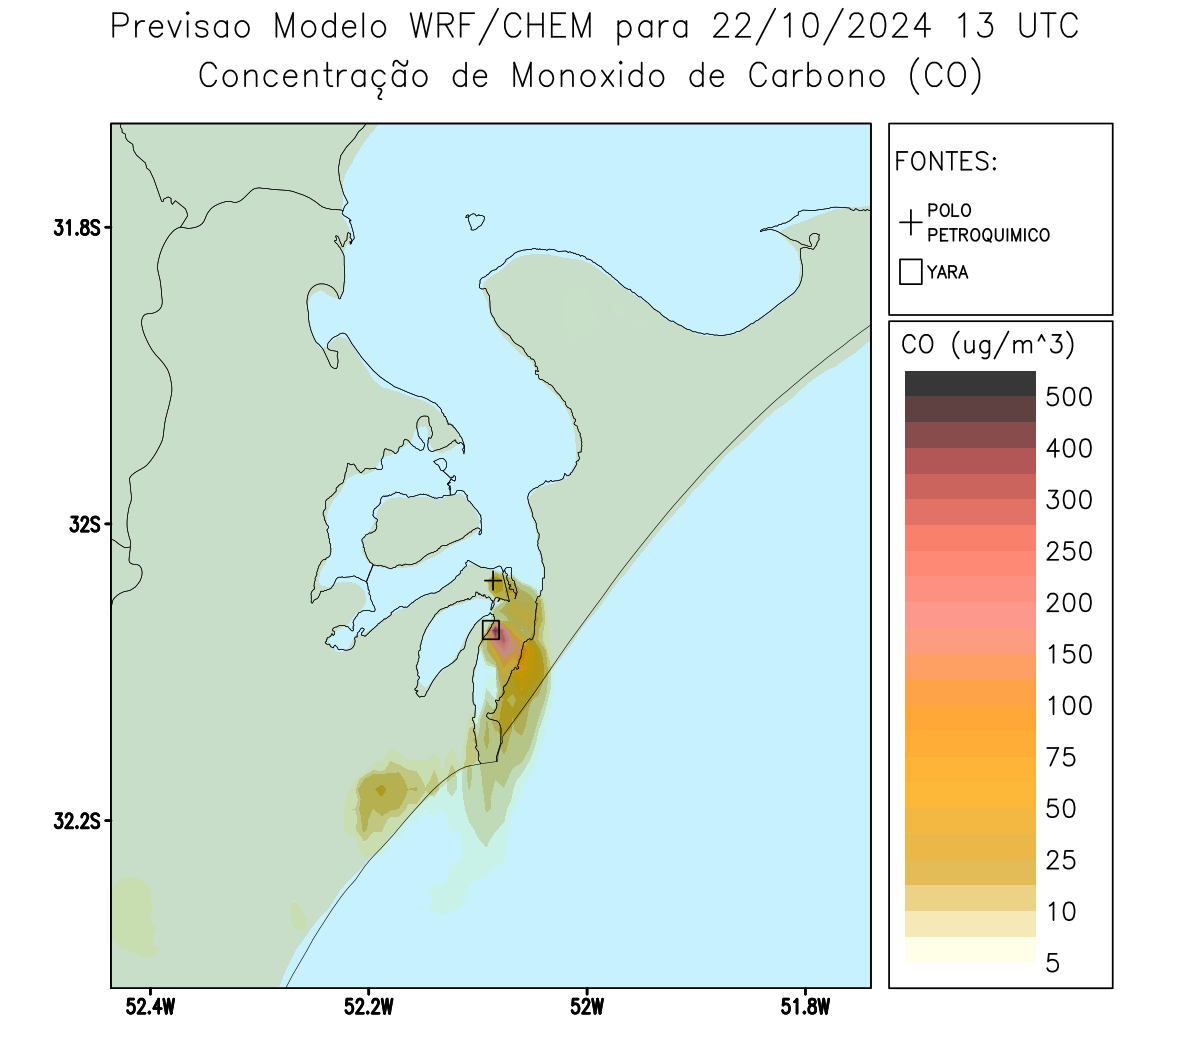 Previsao Modelo WRF/CHEM para 22/10/2024 13 UTC
Concentração de Monoxido de Carbono (CO)
FONTES:
POLO
PETROQUIMICO
YARA
31.8S
32S
32.2S
52.4W
52.2W
52W
51.8W
CO (ug/m^3)
500
400
300
250
200
150
100
75
50
25
10
5